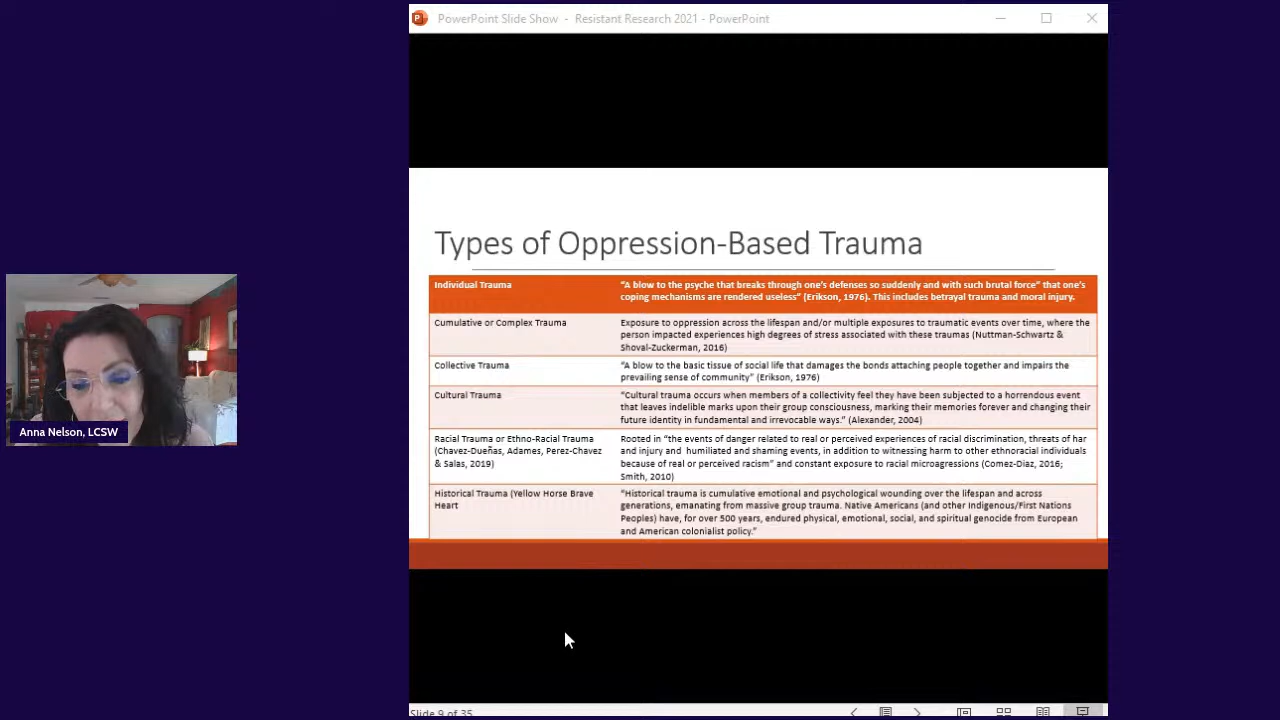 PowerPoint Slide Show - Resistant Research 2021 - PowerPoint
Types of Oppression-Based Trauma
Individual Trauma
"A blow to the psyche that breaks through one's defenses so suddenly and with such brutal force" that one's
coping mechanisms are rendered useless" (Erikson, 1976). This includes betrayal trauma and moral injury.
Cumulative or Complex Trauma
Exposure to oppression across the lifespan and/or multiple exposures to traumatic events over time, where the
person impacted experiences high degrees of stress associated with these traumas (Nuttman-Schwartz &
Shoval-Zuckerman, 2016)
Collective Trauma
"A blow to the basic tissue of social life that damages the bonds attaching people together and impairs the
prevailing sense of community" (Erikson, 1976)
Cultural Trauma
"Cultural trauma occurs when members of a collectivity feel they have been subjected to a horrendous event
that leaves indelible marks upon their group consciousness, marking their memories forever and changing their
future identity in fundamental and irrevocable ways." (Alexander, 2004)
Racial Trauma or Ethno-Racial Trauma
(Chavez-Dueñas, Adames, Perez-Chavez
& Salas, 2019)
Rooted in "the events of danger related to real or perceived experiences of racial discrimination, threats of har
and injury and humiliated and shaming events, in addition to witnessing harm to other ethnoracial individuals
because of real or perceived racism" and constant exposure to racial microagressions (Comez-Diaz, 2016;
Smith, 2010)
Historical Trauma (Yellow Horse Brave
Heart
"Historical trauma is cumulative emotional and psychological wounding over the lifespan and across
generations, emanating from massive group trauma. Native Americans (and other Indigenous/First Nations
Peoples) have, for over 500 years, endured physical, emotional, social, and spiritual genocide from European
and American colonialist policy."
Anna Nelson, LCSW
Slide 9 of 35